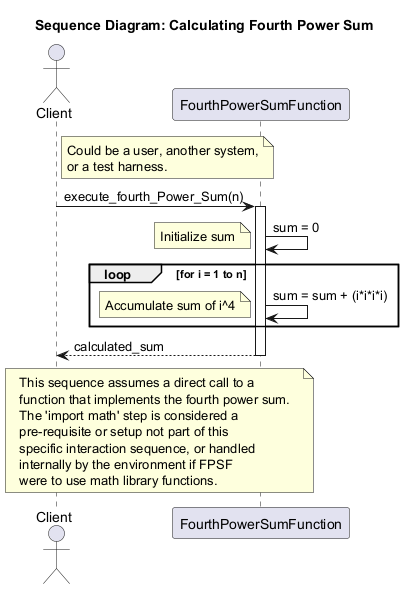 Sequence Diagram: Calculating Fourth Power Sum
Client
FourthPowerSumFunction
Could be a user, another system,
or a test harness.
execute_fourth_Power_Sum(n)
Initialize sum
sum = 0
loop
[for i = 1 to n]
Accumulate sum of i^4
sum = sum + (i*i*i*i)
calculated_sum
This sequence assumes a direct call to a
function that implements the fourth power sum.
The 'import math' step is considered a
pre-requisite or setup not part of this
specific interaction sequence, or handled
internally by the environment if FPSF
were to use math library functions.
Client
FourthPowerSumFunction